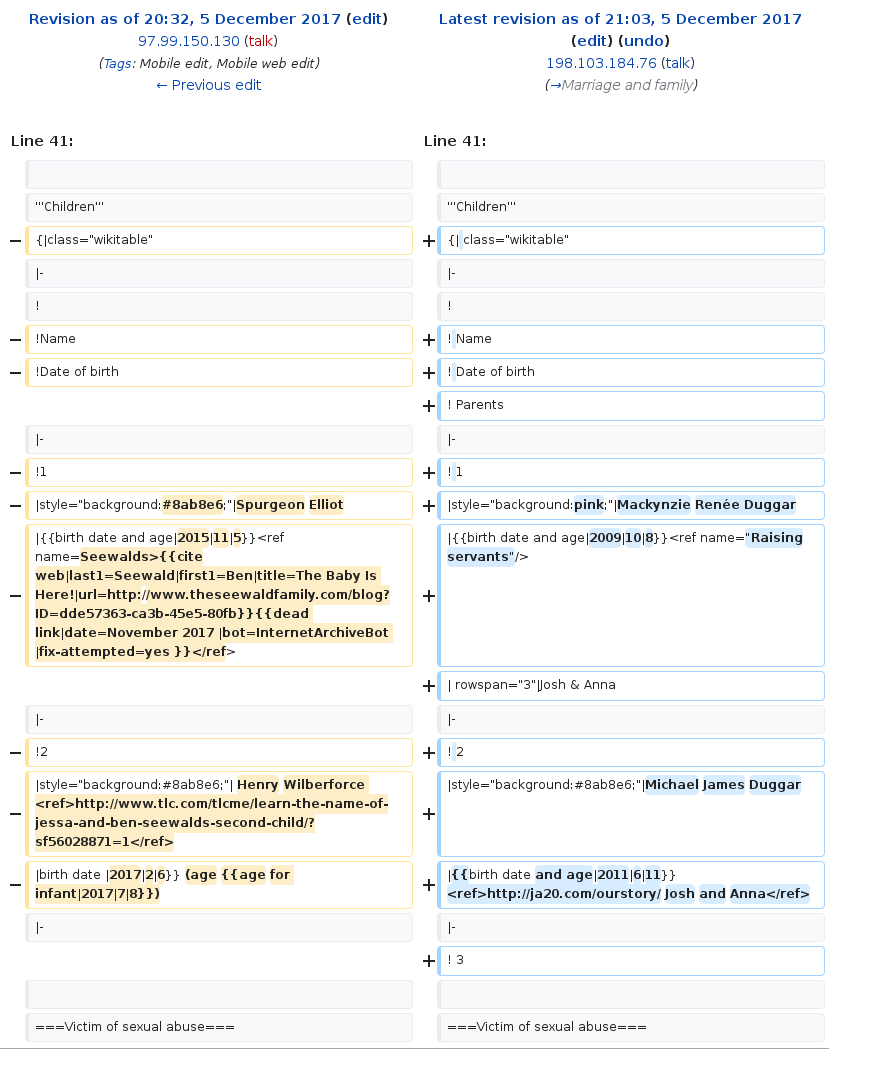 Revision as of 20:32, 5 December 2017 (edit)
97.99.150.130 (talk)
(Tags: Mobile edit, Mobile web edit)
← Previous edit
Latest revision as of 21:03, 5 December 2017
(edit) (undo)
198.103.184.76 (talk)
(→Marriage and family)
Line 41:
Line 41:
'''Children'''
'''Children'''
− {|class="wikitable"
+ {| class="wikitable"
|-
|-
!
!
− !Name
+ ! Name
− !Date of birth
+ ! Date of birth
+ ! Parents
|-
|-
− !1
+ ! 1
− |style="background:#8ab8e6;"|Spurgeon Elliot
+ |style="background:pink;"|Mackynzie Renée Duggar
− |{{birth date and age|2015|11|5}}<ref
name=Seewalds>{{cite
web|last1=Seewald|first1=Ben|title=The Baby Is
Here!|url=http://www.theseewaldfamily.com/blog?
ID=dde57363-ca3b-45e5-80fb}}{{dead
link|date=November 2017 |bot=InternetArchiveBot
|fix-attempted=yes }}</ref>
+ |{{birth date and age|2009|10|8}}<ref name="Raising
servants"/>
+ | rowspan="3"|Josh & Anna
|-
|-
− !2
+ ! 2
− |style="background:#8ab8e6;"| Henry Wilberforce
<ref>http://www.tlc.com/tlcme/learn-the-name-of-
jessa-and-ben-seewalds-second-child/?
sf56028871=1</ref>
+ |style="background:#8ab8e6;"|Michael James Duggar
− |birth date |2017|2|6}} (age {{age for
infant|2017|7|8}})
+ |{{birth date and age|2011|6|11}}
<ref>http://ja20.com/ourstory/ Josh and Anna</ref>
|-
|-
+ ! 3
===Victim of sexual abuse===
===Victim of sexual abuse===